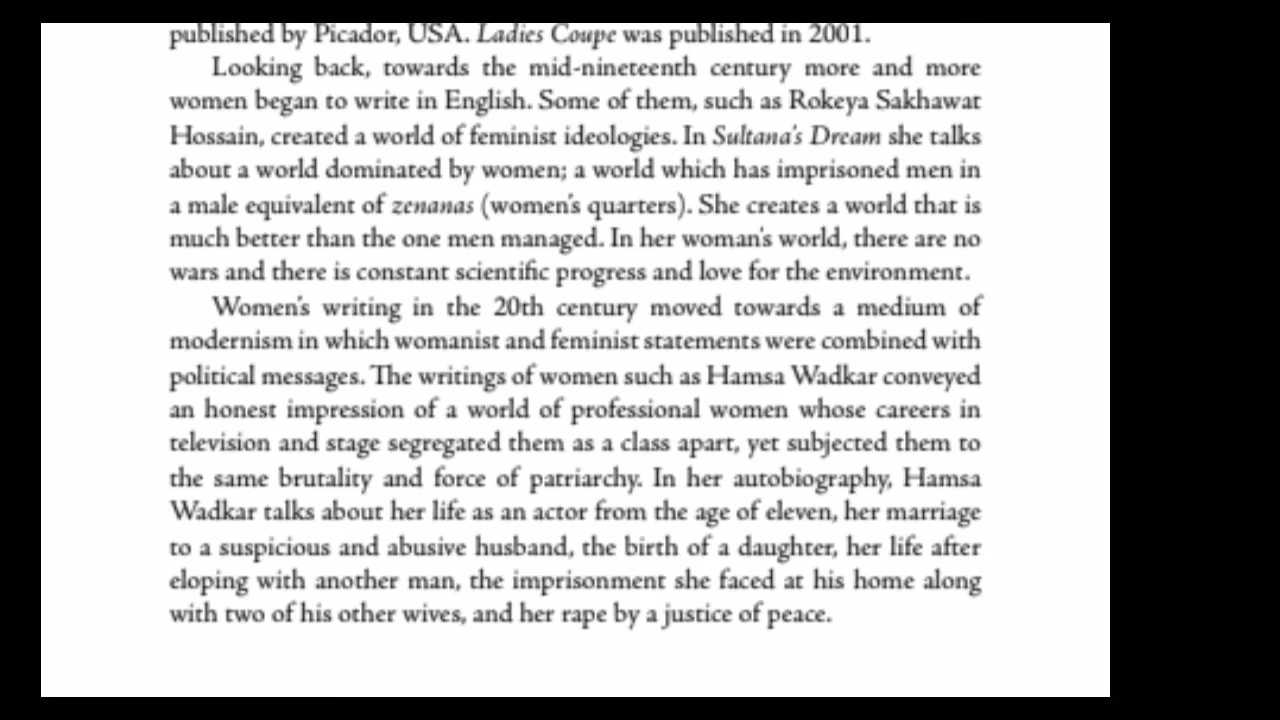 published by Picador, USA. Ladies Coupe was published in 2001.
Looking back, towards the mid-nineteenth century more and more
women began to write in English. Some of them, such as Rokeya Sakhawat
Hossain, created a world of feminist ideologies. In Sultana's Dream she talks
about a world dominated by women; a world which has imprisoned men in
a male equivalent of zenanas (women's quarters). She creates a world that is
much better than the one men managed. In her woman's world, there are no
wars and there is constant scientific progress and love for the environment.
Women's writing in the 20th century moved towards a medium of
modernism in which womanist and feminist statements were combined with
political messages. The writings of women such as Hamsa Wadkar conveyed
an honest impression of a world of professional women whose careers in
television and stage segregated them as a class apart, yet subjected them to
the same brutality and force of patriarchy. In her autobiography, Hamsa
Wadkar talks about her life as an actor from the age of eleven, her marriage
to a suspicious and abusive husband, the birth of a daughter, her life after
eloping with another man, the imprisonment she faced at his home along
with two of his other wives, and her rape by a justice of peace.